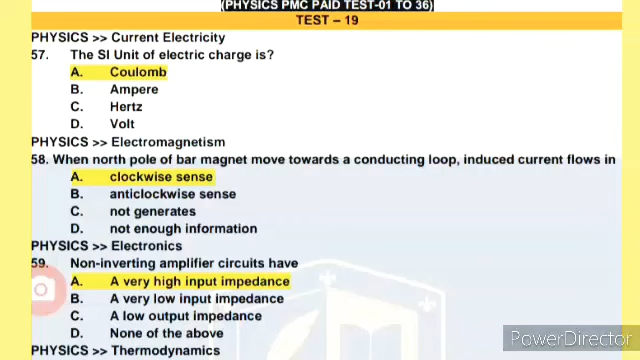 (PHYSICS PMC PAID TEST-01 TO 36)
TEST – 19
PHYSICS >> Current Electricity
57. The SI Unit of electric charge is?
A. Coulomb
B. Ampere
C. Hertz
D. Volt
PHYSICS >> Electromagnetism
58. When north pole of bar magnet move towards a conducting loop, induced current flows in
A. clockwise sense
B. anticlockwise sense
C. not generates
D. not enough information
PHYSICS >> Electronics
59. Non-inverting amplifier circuits have
A. A very high input impedance
B. A very low input impedance
C. A low output impedance
D. None of the above
PHYSICS >> Thermodynamics
PowerDirector